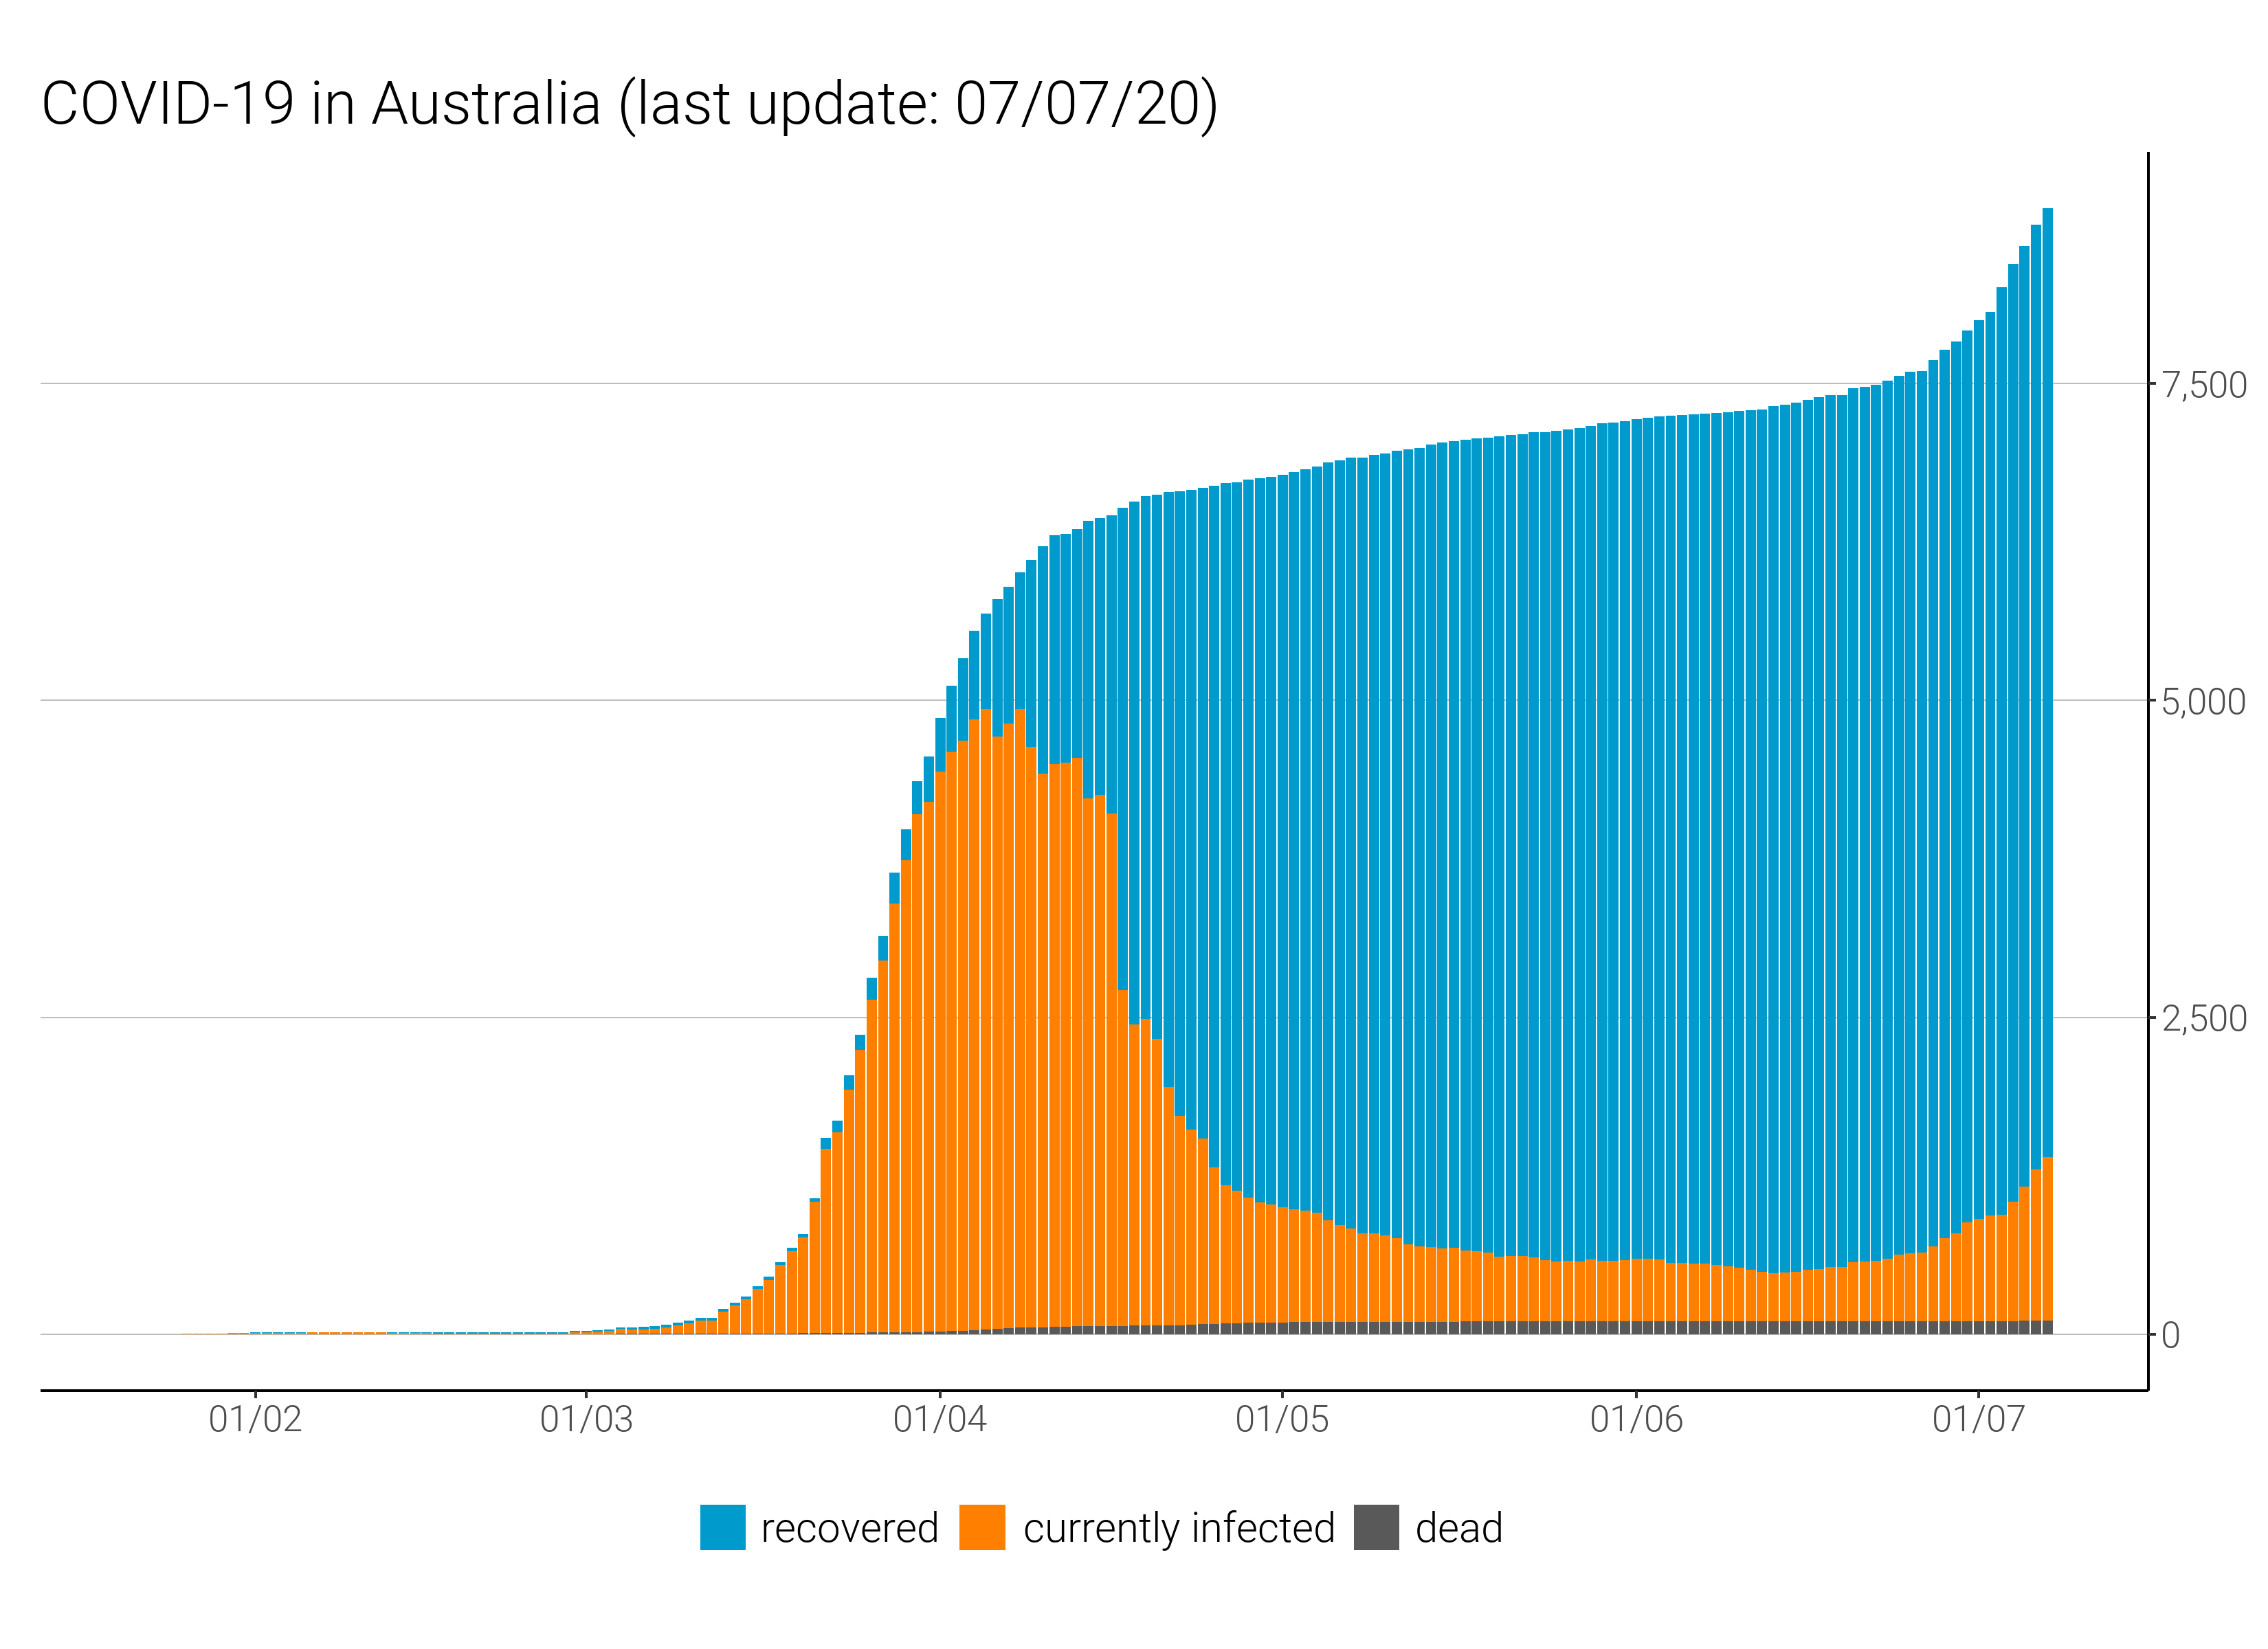 COVID-19 in Australia (last update: 07/07/20)
7,500
5,000
2,500
0
01/02 01/03 01/04 01/05 01/06 01/07
recovered currently infected dead